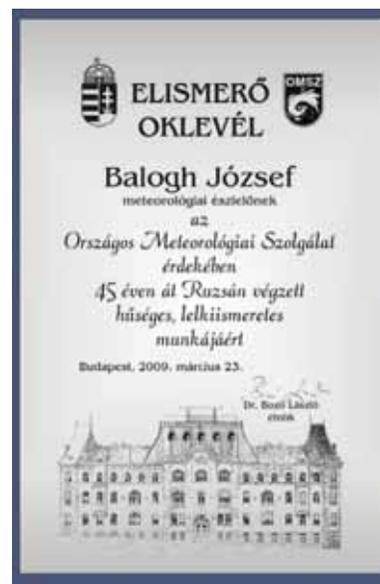 ELISMERŐ
OMSZ
OKLEVÉL
Balogh József
meteorológiai észlelőnek
az
Országos Meteorológiai Szolgálat
érdekében
45 éven át Ruzsán végzett
hűséges, lelkiismeretes
munkájáért
Budapest, 2009. március 23.
Dr. Bozó László
elnök